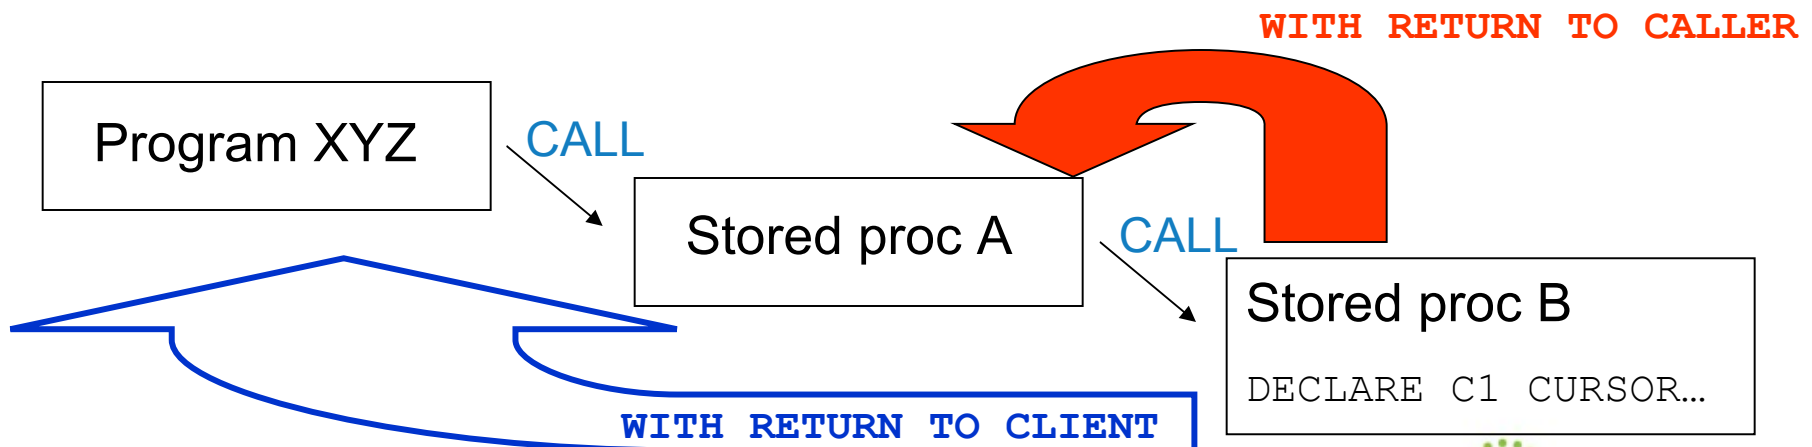 WITH RETURN TO CALLER
Program XYZ
CALL
Stored proc A
CALL
Stored proc B
DECLARE C1 CURSOR…
WITH RETURN TO CLIENT